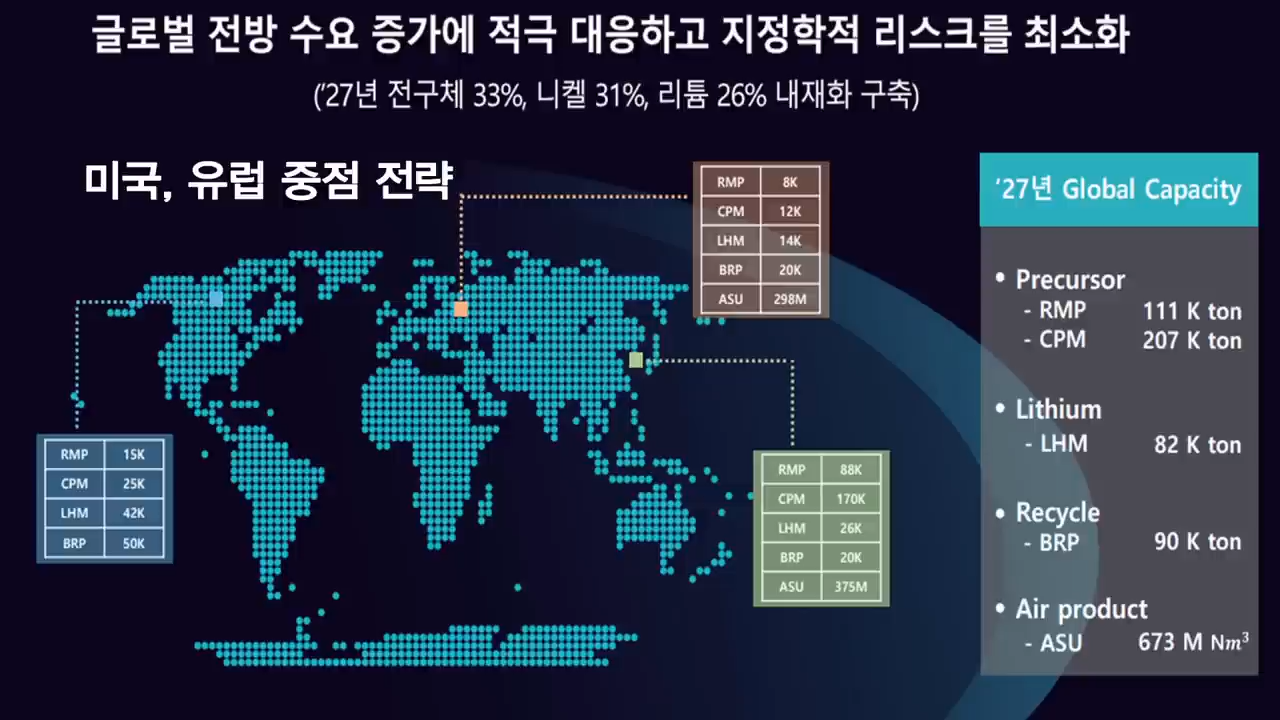 글로벌 전방 수요 증가에 적극 대응하고 지정학적 리스크를 최소화
('27년 전구체 33%, 니켈 31%, 리튬 26% 내재화 구축)
미국, 유럽 중점 전략
RMP 8K
CPM 12K
LHM 14K
BRP 20K
ASU 298M
RMP 15K
CPM 25K
LHM 42K
BRP 50K
RMP 88K
CPM 170K
LHM 26K
BRP 20K
ASU 375M
'27년 Global Capacity
• Precursor
- RMP 111 K ton
- CPM 207 K ton
• Lithium
- LHM 82 K ton
• Recycle
- BRP 90 K ton
• Air product
- ASU 673 M Nm³